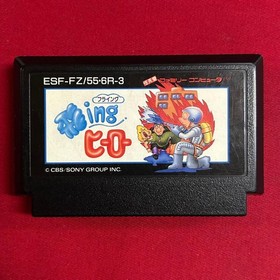 ESF-FZ/55·6R-3
ファミリー コンピュータ
フライング
飛ing
ヒーロー
© CBS/SONY GROUP INC.